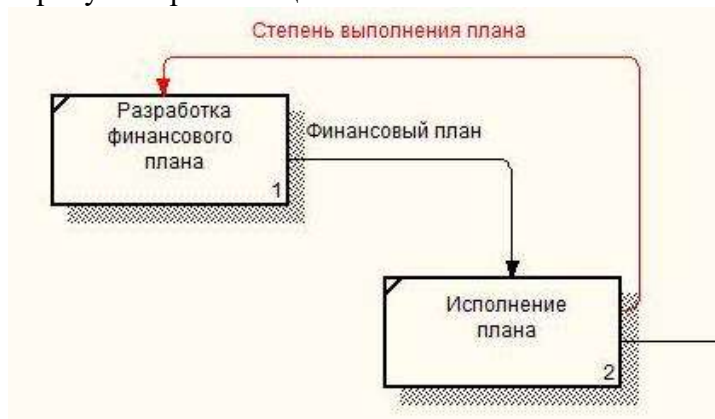 Степень выполнения плана
Разработка
финансового
плана
1
Финансовый план
Исполнение
плана
2